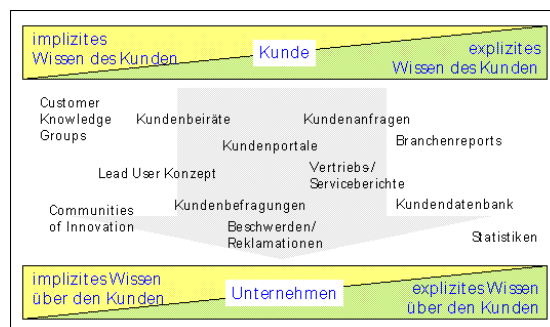 implizites
Wissen des Kunden
Kunde
explizites
Wissen des Kunden
Customer
Knowledge
Groups
Kundenbeiräte
Kundenanfragen
Kundenportale
Branchenreports
Lead User Konzept
Vertriebs/
Serviceberichte
Communities
of Innovation
Kundenbefragungen
Kundendatenbank
Beschwerden/
Reklamationen
Statistiken
implizites Wissen
über den Kunden
Unternehmen
explizites Wissen
über den Kunden